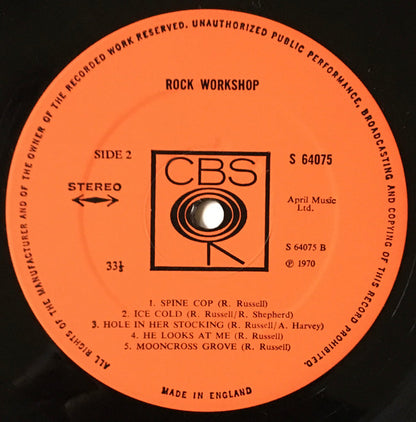 ALL RIGHTS OF THE MANUFACTURER AND OF THE OWNER OF THE RECORDED WORK RESERVED. UNAUTHORIZED PUBLIC PERFORMANCE, BROADCASTING AND COPYING OF THIS RECORD PROHIBITED.
ROCK WORKSHOP
SIDE 2
CBS
S 64075
STEREO
April Music
Ltd.
S 64075 B
33⅓
℗ 1970
1. SPINE COP (R. Russell)
2. ICE COLD (R. Russell/R. Shepherd)
3. HOLE IN HER STOCKING (R. Russell/A. Harvey)
4. HE LOOKS AT ME (R. Russell)
5. MOONCROSS GROVE (R. Russell)
MADE IN ENGLAND